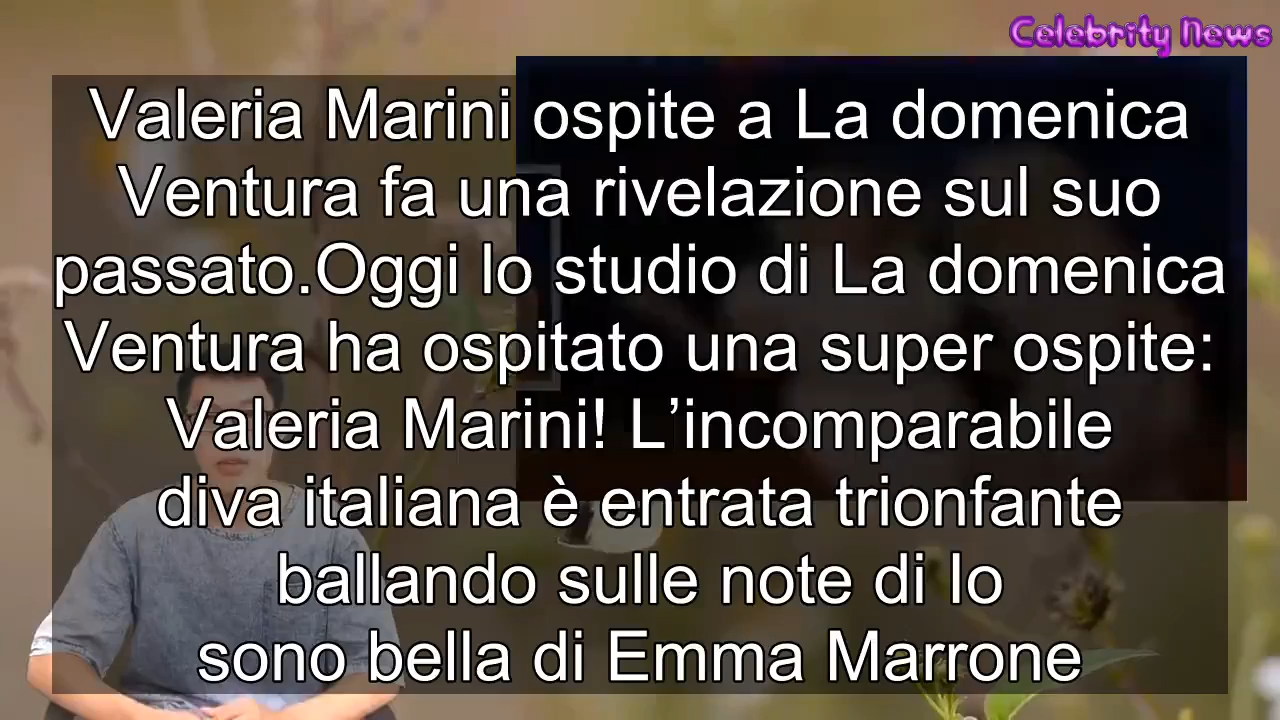 Celebrity News
Valeria Marini ospite a La domenica
Ventura fa una rivelazione sul suo
passato.Oggi lo studio di La domenica
Ventura ha ospitato una super ospite:
Valeria Marini! L’incomparabile
diva italiana è entrata trionfante
ballando sulle note di Io
sono bella di Emma Marrone